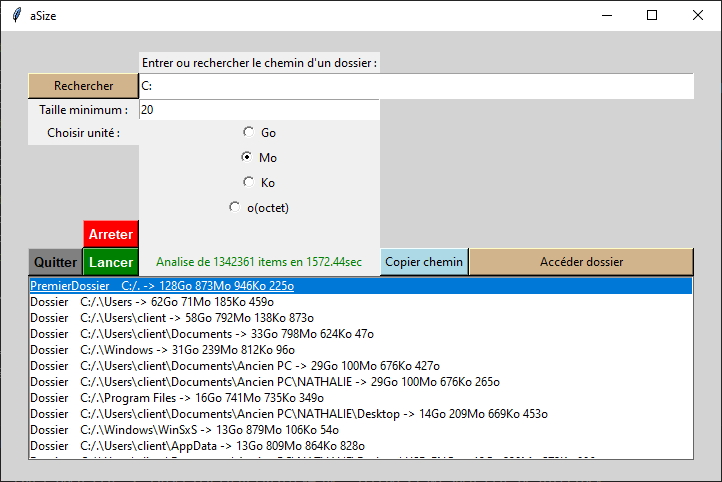 aSize
Entrer ou rechercher le chemin d'un dossier :
Rechercher C:
Taille minimum : 20
Choisir unité : Go
Mo
Ko
o(octet)
Arreter
Quitter Lancer Analise de 1342361 items en 1572.44sec Copier chemin Accéder dossier
PremierDossier C:/. -> 128Go 873Mo 946Ko 225o
Dossier C:/.\Users -> 62Go 71Mo 185Ko 459o
Dossier C:/.\Users\client -> 58Go 792Mo 138Ko 873o
Dossier C:/.\Users\client\Documents -> 33Go 798Mo 624Ko 47o
Dossier C:/.\Windows -> 31Go 239Mo 812Ko 96o
Dossier C:/.\Users\client\Documents\Ancien PC -> 29Go 100Mo 676Ko 427o
Dossier C:/.\Users\client\Documents\Ancien PC\NATHALIE -> 29Go 100Mo 676Ko 265o
Dossier C:/.\Program Files -> 16Go 741Mo 735Ko 349o
Dossier C:/.\Users\client\Documents\Ancien PC\NATHALIE\Desktop -> 14Go 209Mo 669Ko 453o
Dossier C:/.\Windows\WinSxS -> 13Go 879Mo 106Ko 54o
Dossier C:/.\Users\client\AppData -> 13Go 809Mo 864Ko 828o